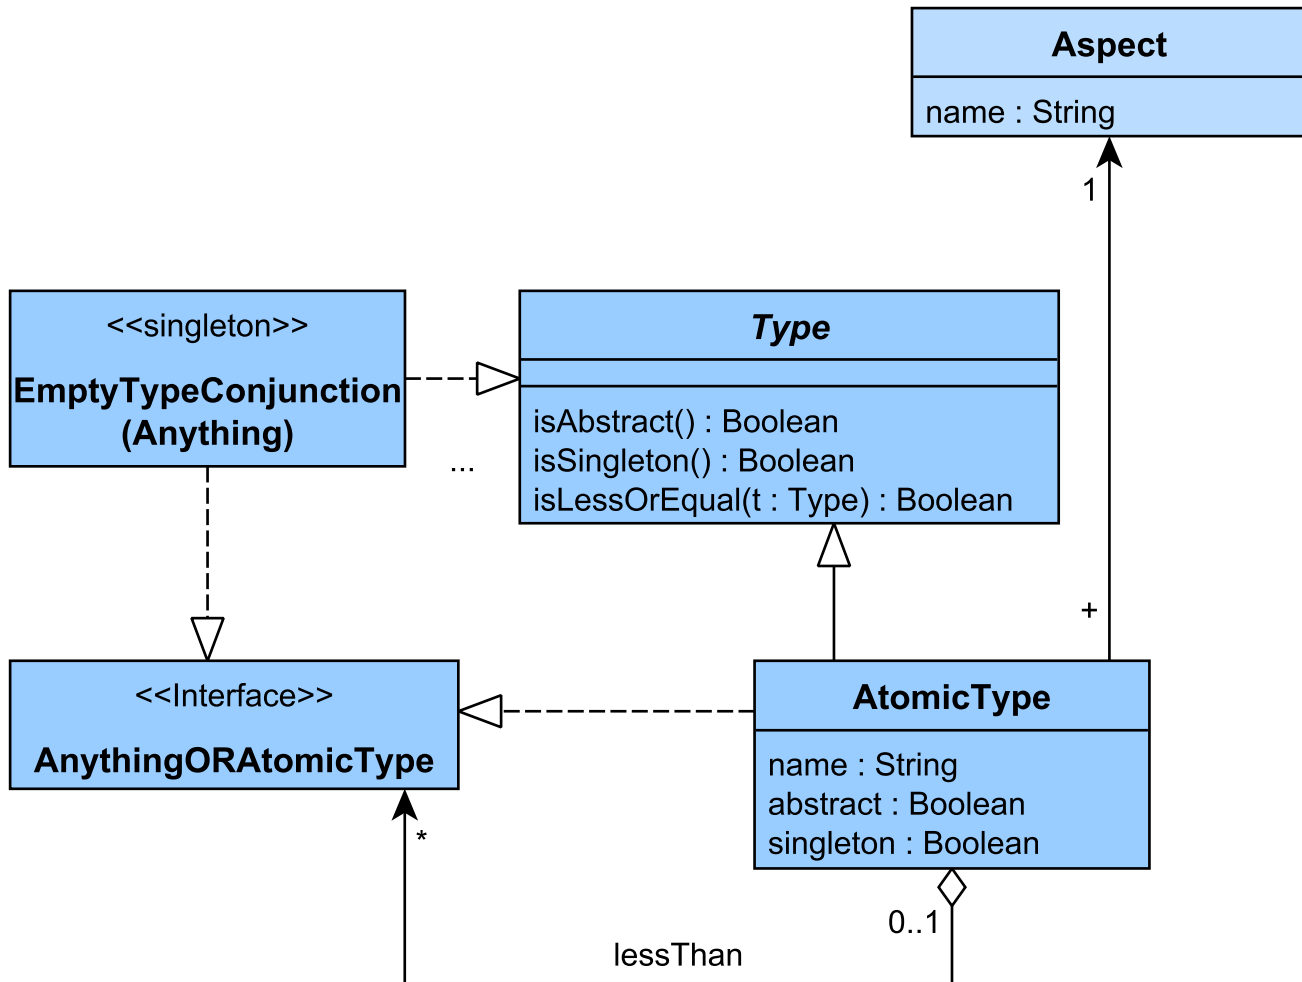 Aspect
name : String
1
<<singleton>>
EmptyTypeConjunction
(Anything)
...
Type
isAbstract() : Boolean
isSingleton() : Boolean
isLessOrEqual(t : Type) : Boolean
+
<<Interface>>
AnythingORAtomicType
*
AtomicType
name : String
abstract : Boolean
singleton : Boolean
0..1
lessThan